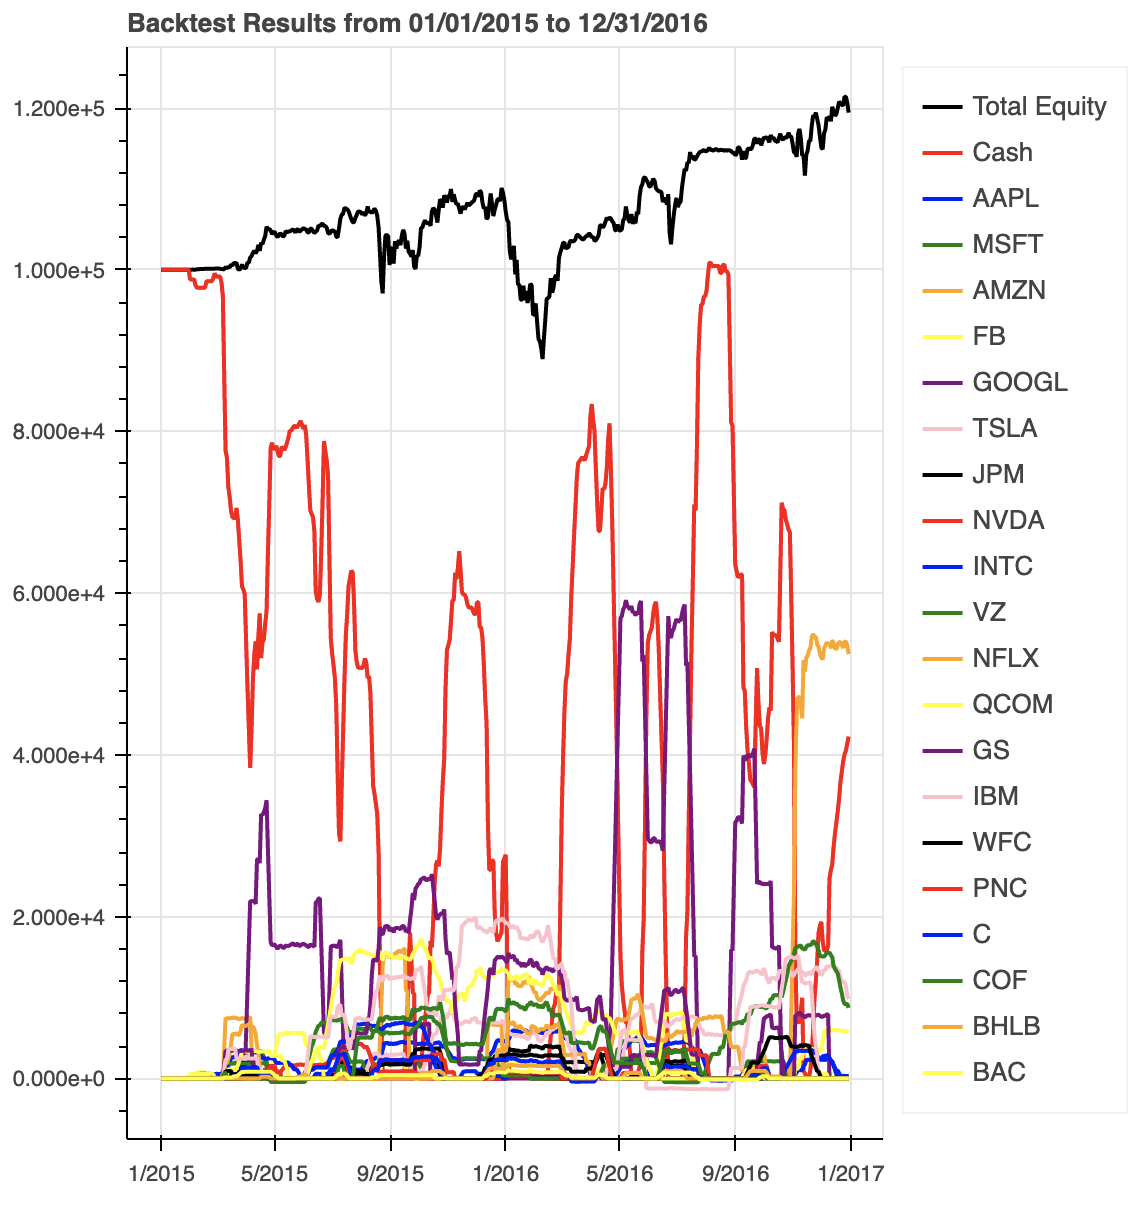 Backtest Results from 01/01/2015 to 12/31/2016
1.200e+5
1.000e+5
8.000e+4
6.000e+4
4.000e+4
2.000e+4
0.000e+0
1/2015
5/2015
9/2015
1/2016
5/2016
9/2016
1/2017
Total Equity
Cash
AAPL
MSFT
AMZN
FB
GOOGL
TSLA
JPM
NVDA
INTC
VZ
NFLX
QCOM
GS
IBM
WFC
PNC
C
COF
BHLB
BAC